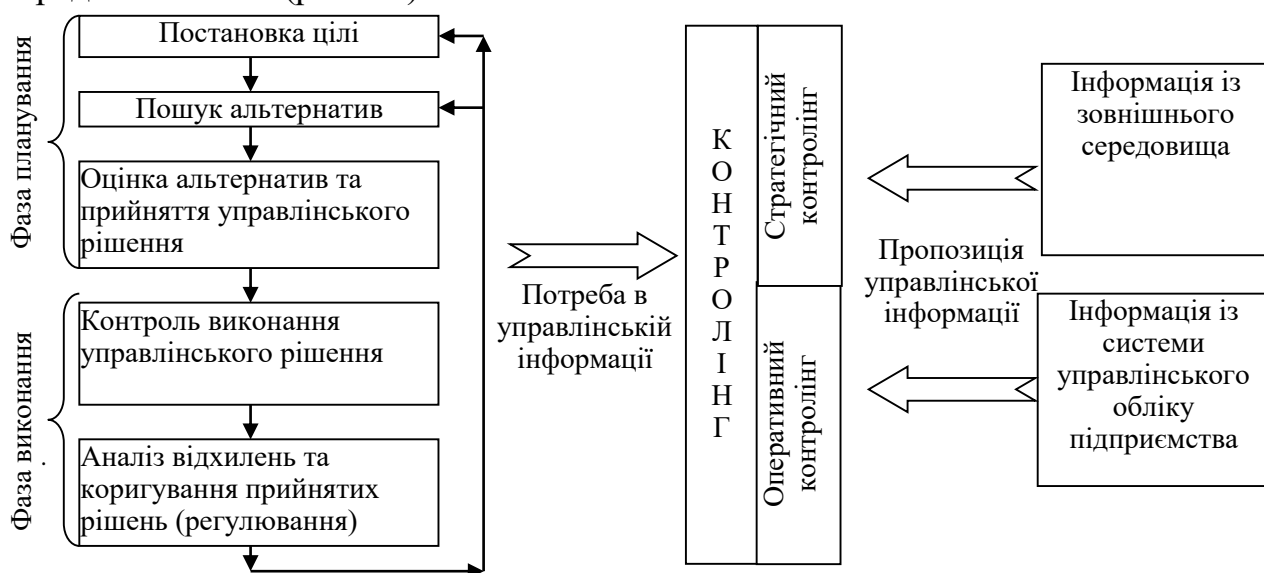 Постановка цілі
Пошук альтернатив
Оцінка альтернатив та
прийняття управлінського
рішення
Фаза планування
Контроль виконання
управлінського рішення
Аналіз відхилень та
коригування прийнятих
рішень (регулювання)
Фаза виконання
Потреба в
управлінській
інформації
КОНТРОЛІНГ
Стратегічний
контролінг
Оперативний
контролінг
Пропозиція
управлінської
інформації
Інформація із
зовнішнього
середовища
Інформація із
системи
управлінського
обліку
підприємства